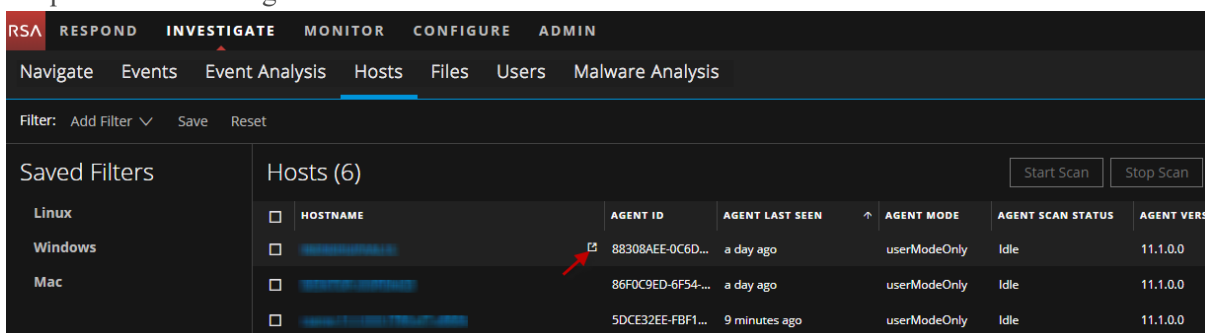 RSA RESPOND INVESTIGATE MONITOR CONFIGURE ADMIN
Navigate Events Event Analysis Hosts Files Users Malware Analysis
Filter: Add Filter Save Reset
Saved Filters Hosts (6) Start Scan Stop Scan
Linux HOSTNAME AGENT ID AGENT LAST SEEN AGENT MODE AGENT SCAN STATUS AGENT VERS
Windows 88308AEE-0C6D... a day ago userModeOnly Idle 11.1.0.0
Mac 86F0C9ED-6F54-... a day ago userModeOnly Idle 11.1.0.0
5DCE32EE-FBF1... 9 minutes ago userModeOnly Idle 11.1.0.0